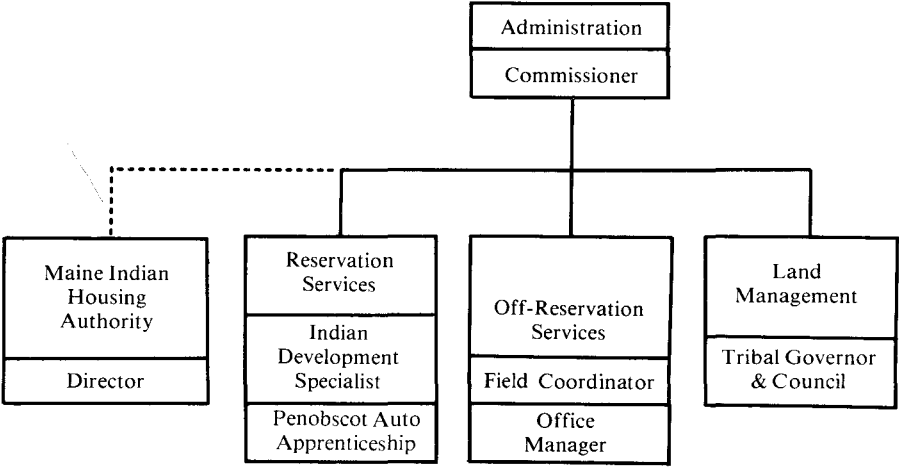 Administration
Commissioner
Maine Indian
Housing
Authority
Director
Reservation
Services
Indian
Development
Specialist
Penobscot Auto
Apprenticeship
Off-Reservation
Services
Field Coordinator
Office
Manager
Land
Management
Tribal Governor
& Council